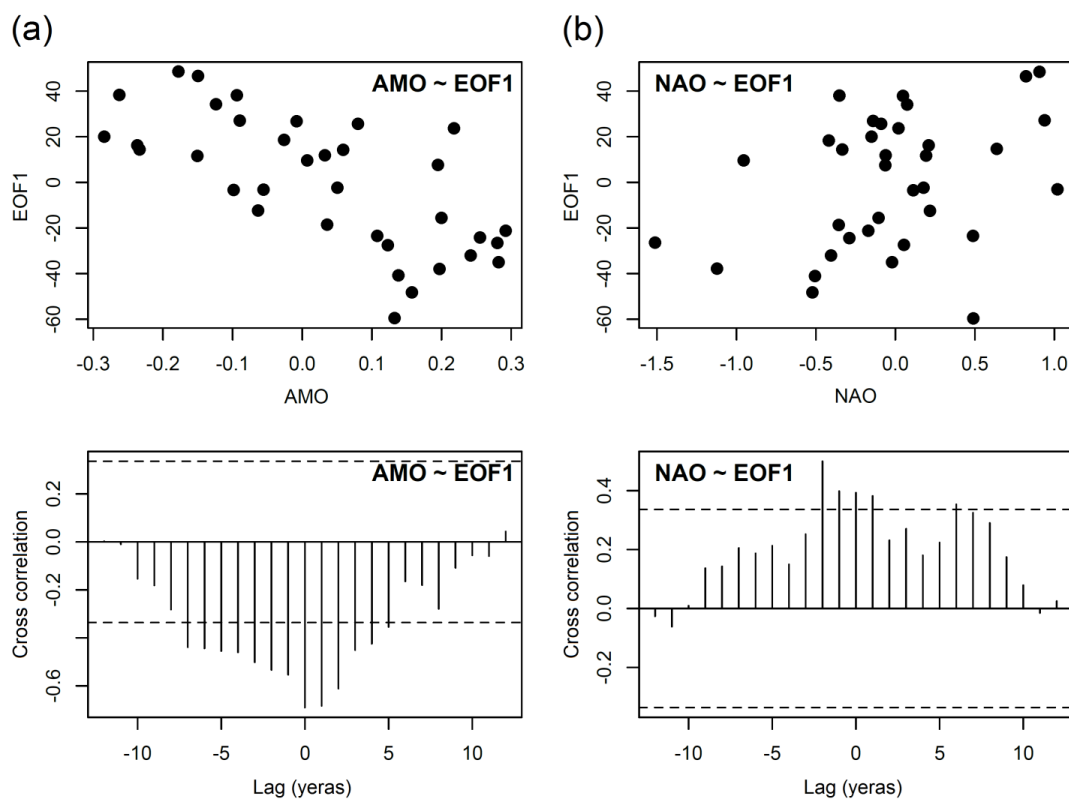 (a)
AMO ~ EOF1
EOF1
40
20
0
-20
-60
-0.3
-0.2
-0.1
0.0
0.1
0.2
0.3
AMO
(b)
NAO ~ EOF1
EOF1
40
20
0
-20
-60
-1.5
-1.0
-0.5
0.0
0.5
1.0
NAO
AMO ~ EOF1
Cross correlation
0.2
0.0
-0.2
-0.6
-10
-5
0
5
10
Lag (yeras)
NAO ~ EOF1
Cross correlation
0.4
0.2
0.0
-0.2
-10
-5
0
5
10
Lag (yeras)